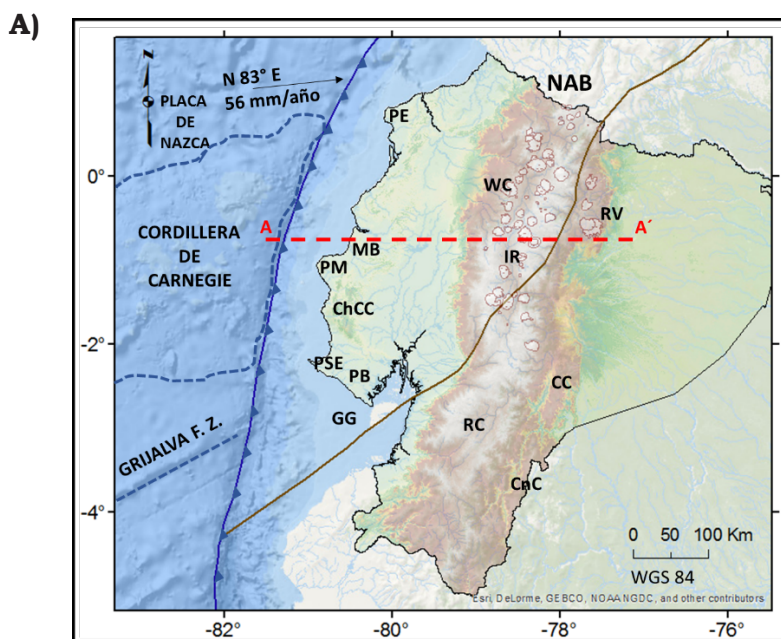 A)
N
PLACA
DE
NAZCA
N 83° E
56 mm/año
NAB
PE
0°
WC
RV
A
A´
CORDILLERA
DE
CARNEGIE
MB
IR
PM
ChCC
-2°
PSE
PB
CC
GG
RC
GRIJALVA F. Z.
CnC
-4°
0 50 100 Km
WGS 84
Esri, DeLorme, GEBCO, NOAA NGDC, and other contributors
-82
-80
-78
-76